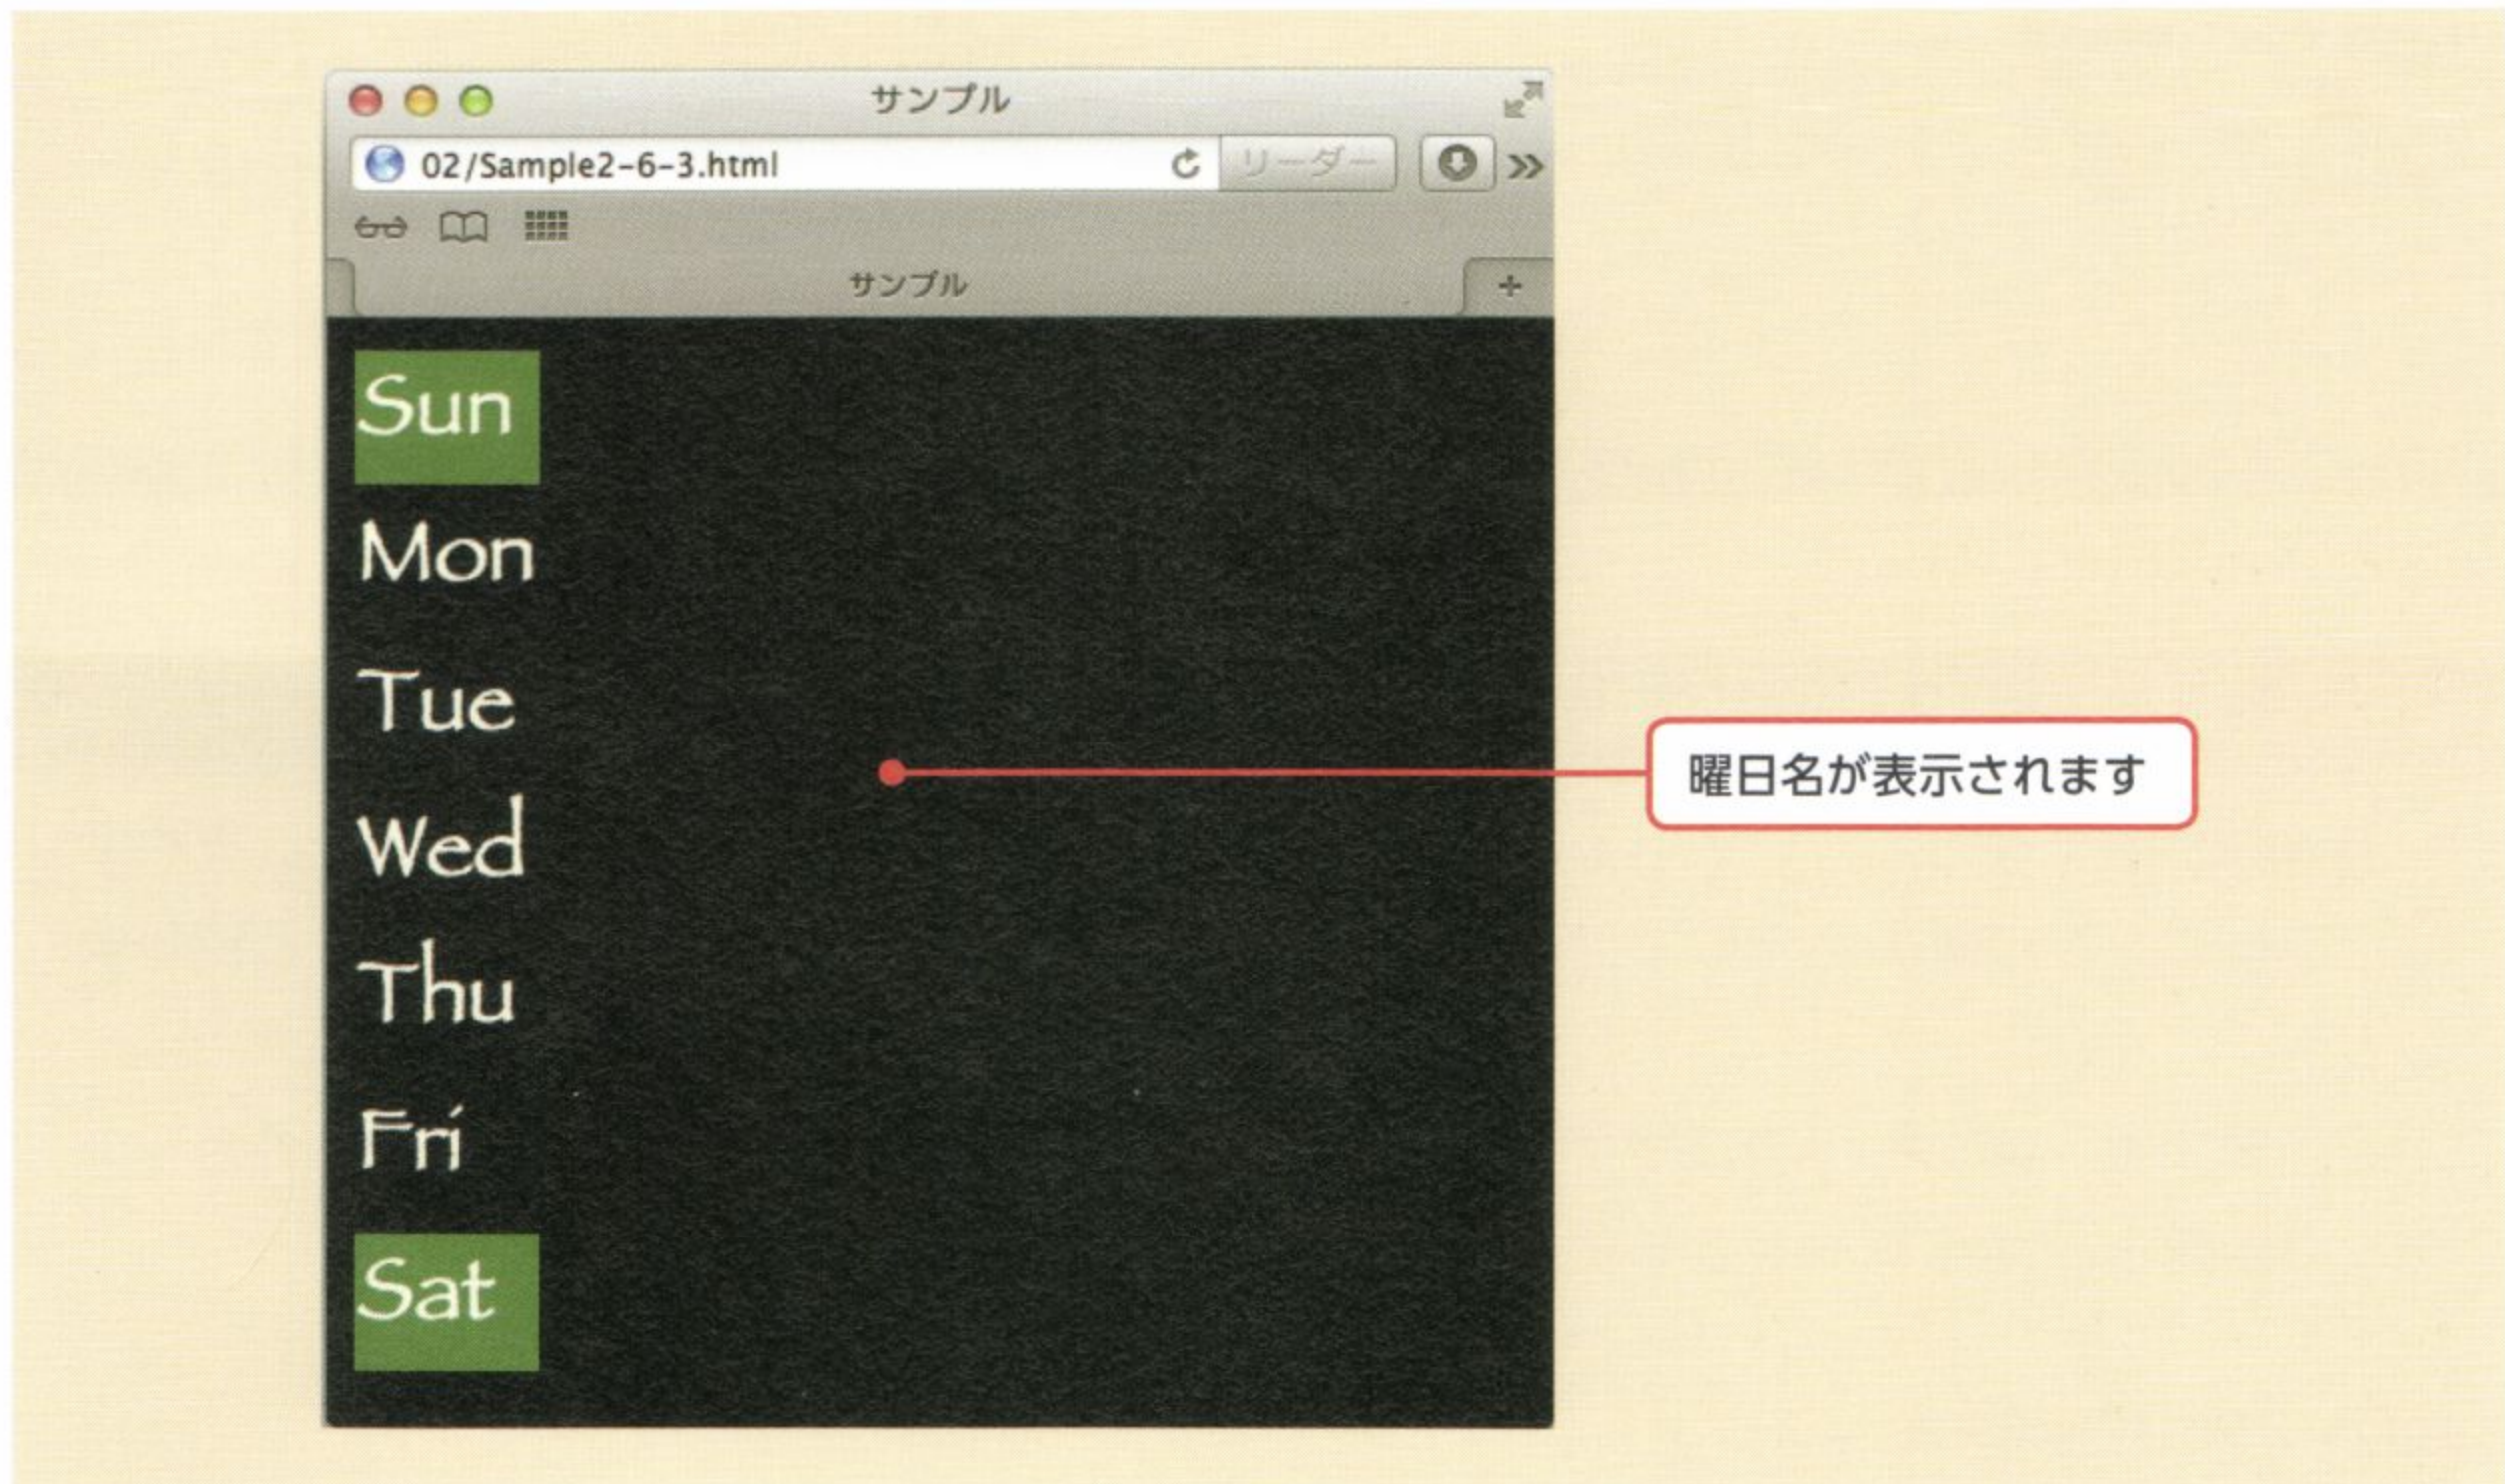 サンプル
02/Sample2-6-3.html
リーダー
サンプル
Sun
Mon
Tue
Wed
Thu
Fri
Sat
曜日名が表示されます